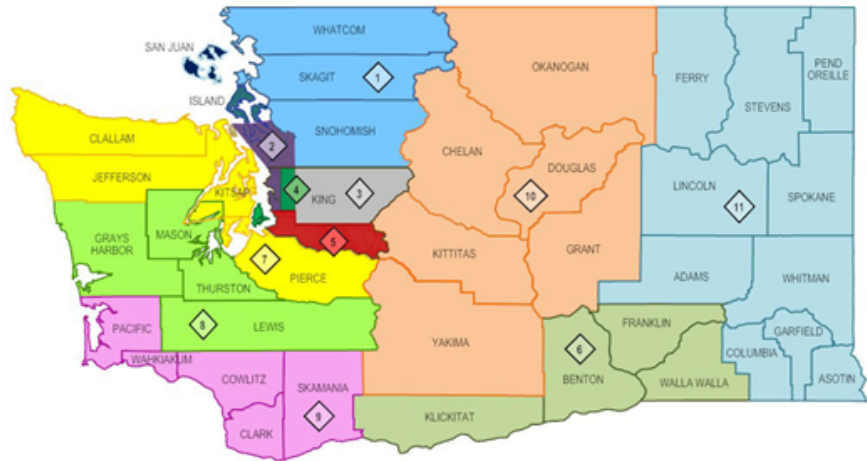 WHATCOM
SAN JUAN
SKAGIT
1
ISLAND
SNOHOMISH
OKANOGAN
FERRY
STEVENS
PEND
OREILLE
CLALLAM
2
CHELAN
DOUGLAS
JEFFERSON
KITSAP
4
KING
3
10
LINCOLN
11
SPOKANE
GRAYS
HARBOR
MASON
5
7
PIERCE
KITTITAS
GRANT
THURSTON
ADAMS
WHITMAN
PACIFIC
8
LEWIS
YAKIMA
6
FRANKLIN
GARFIELD
WAHKIAKUM
COLUMBIA
COWLITZ
SKAMANIA
BENTON
WALLA WALLA
ASOTIN
9
KLICKITAT
CLARK